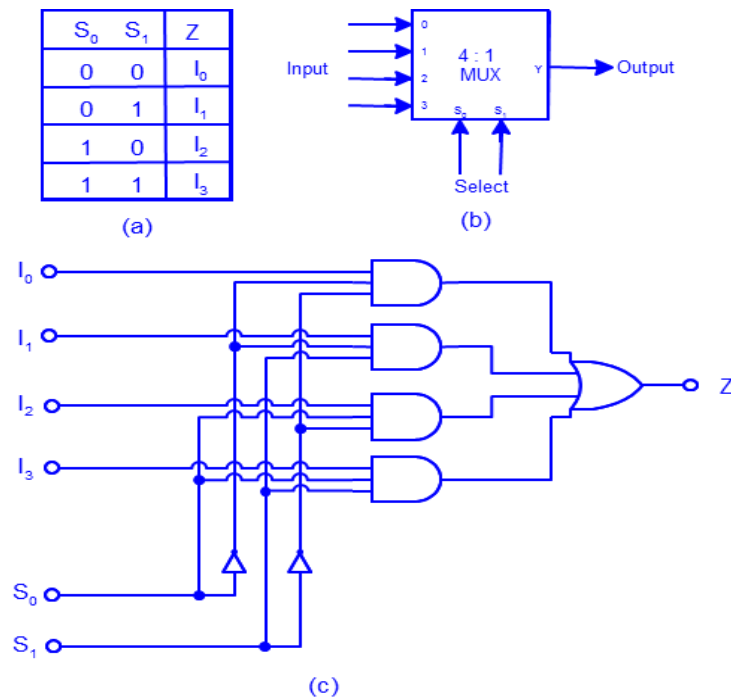 S₀ S₁ Z
0 0 I₀
0 1 I₁
1 0 I₂
1 1 I₃
(a)
Input
0
1
2
3
4 : 1
MUX
Y
S₀ S₁
Output
Select
(b)
I₀
I₁
I₂
I₃
Z
S₀
S₁
(c)